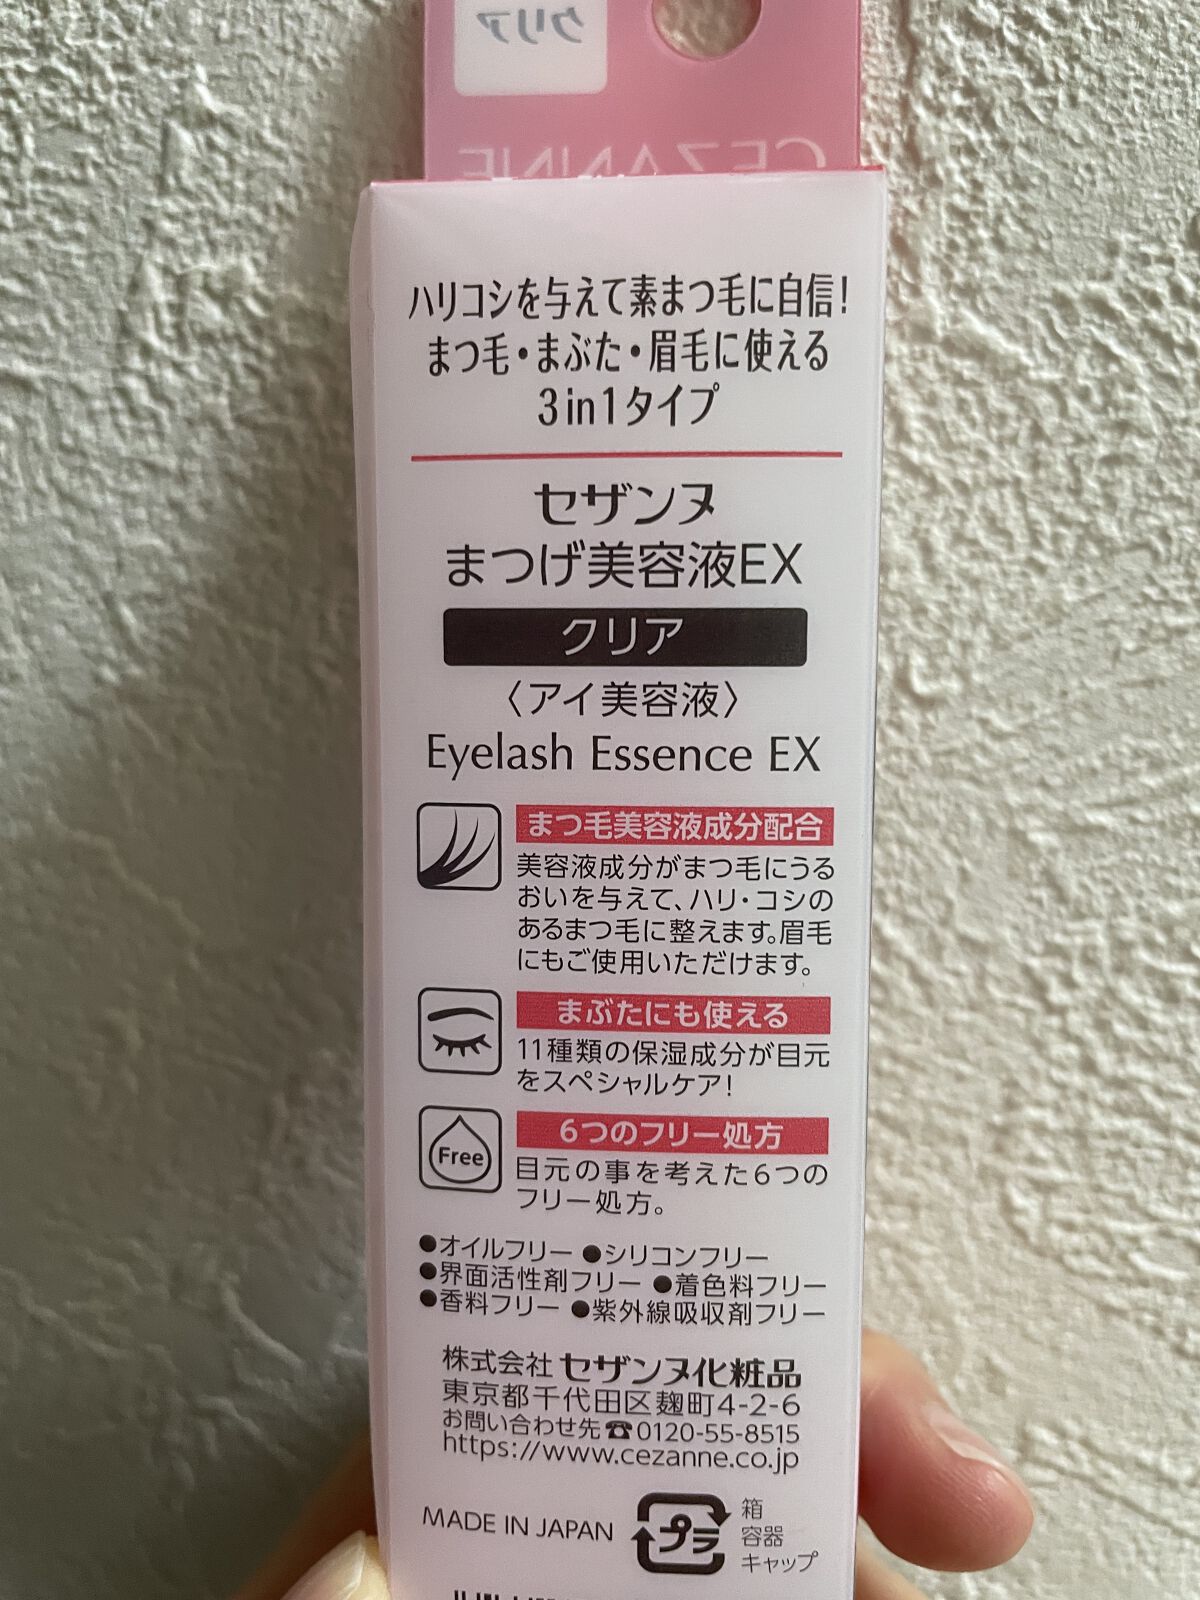 クリア
CEZANNE
ハリコシを与えて素まつ毛に自信!
まつ毛・まぶた・眉毛に使える
3in1タイプ
セザンヌ
まつげ美容液EX
クリア
〈アイ美容液〉
Eyelash Essence EX
まつ毛美容液成分配合
美容液成分がまつ毛にうる
おいを与えて、ハリ・コシの
あるまつ毛に整えます。眉毛
にもご使用いただけます。
まぶたにも使える
11種類の保湿成分が目元
をスペシャルケア!
Free
6つのフリー処方
目元の事を考えた6つの
フリー処方。
●オイルフリー ●シリコンフリー
●界面活性剤フリー ●着色料フリー
●香料フリー ●紫外線吸収剤フリー
株式会社 セザンヌ化粧品
東京都千代田区麹町4-2-6
お問い合わせ先☎0120-55-8515
https://www.cezanne.co.jp
MADE IN JAPAN
プラ
箱
容器
キャップ